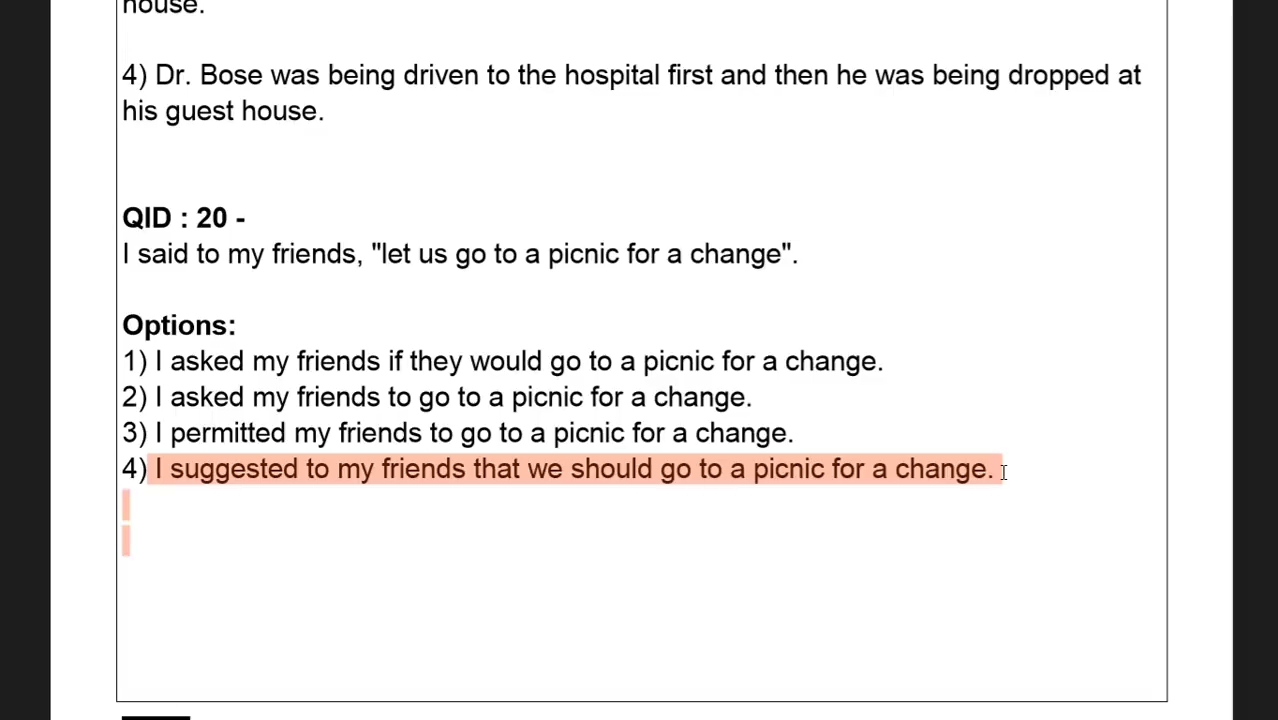 house.
4) Dr. Bose was being driven to the hospital first and then he was being dropped at
his guest house.
QID : 20 -
I said to my friends, "let us go to a picnic for a change".
Options:
1) I asked my friends if they would go to a picnic for a change.
2) I asked my friends to go to a picnic for a change.
3) I permitted my friends to go to a picnic for a change.
4) I suggested to my friends that we should go to a picnic for a change.